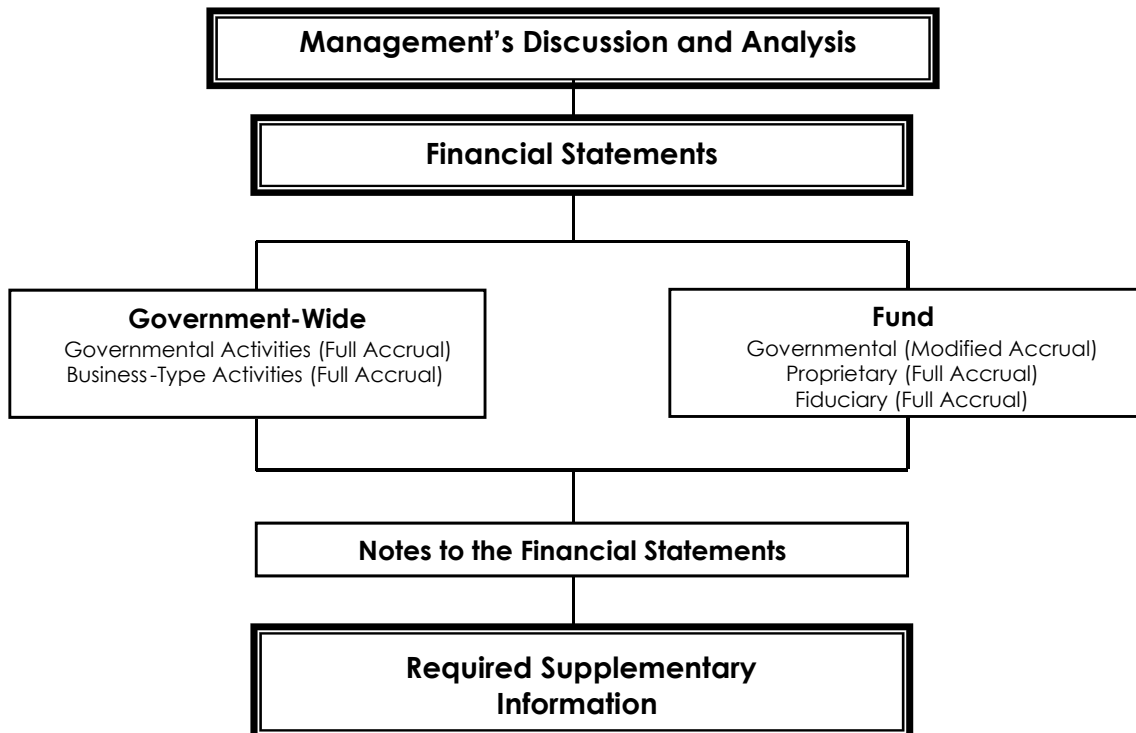 Management’s Discussion and Analysis
Financial Statements
Government-Wide
Governmental Activities (Full Accrual)
Business-Type Activities (Full Accrual)
Fund
Governmental (Modified Accrual)
Proprietary (Full Accrual)
Fiduciary (Full Accrual)
Notes to the Financial Statements
Required Supplementary
Information